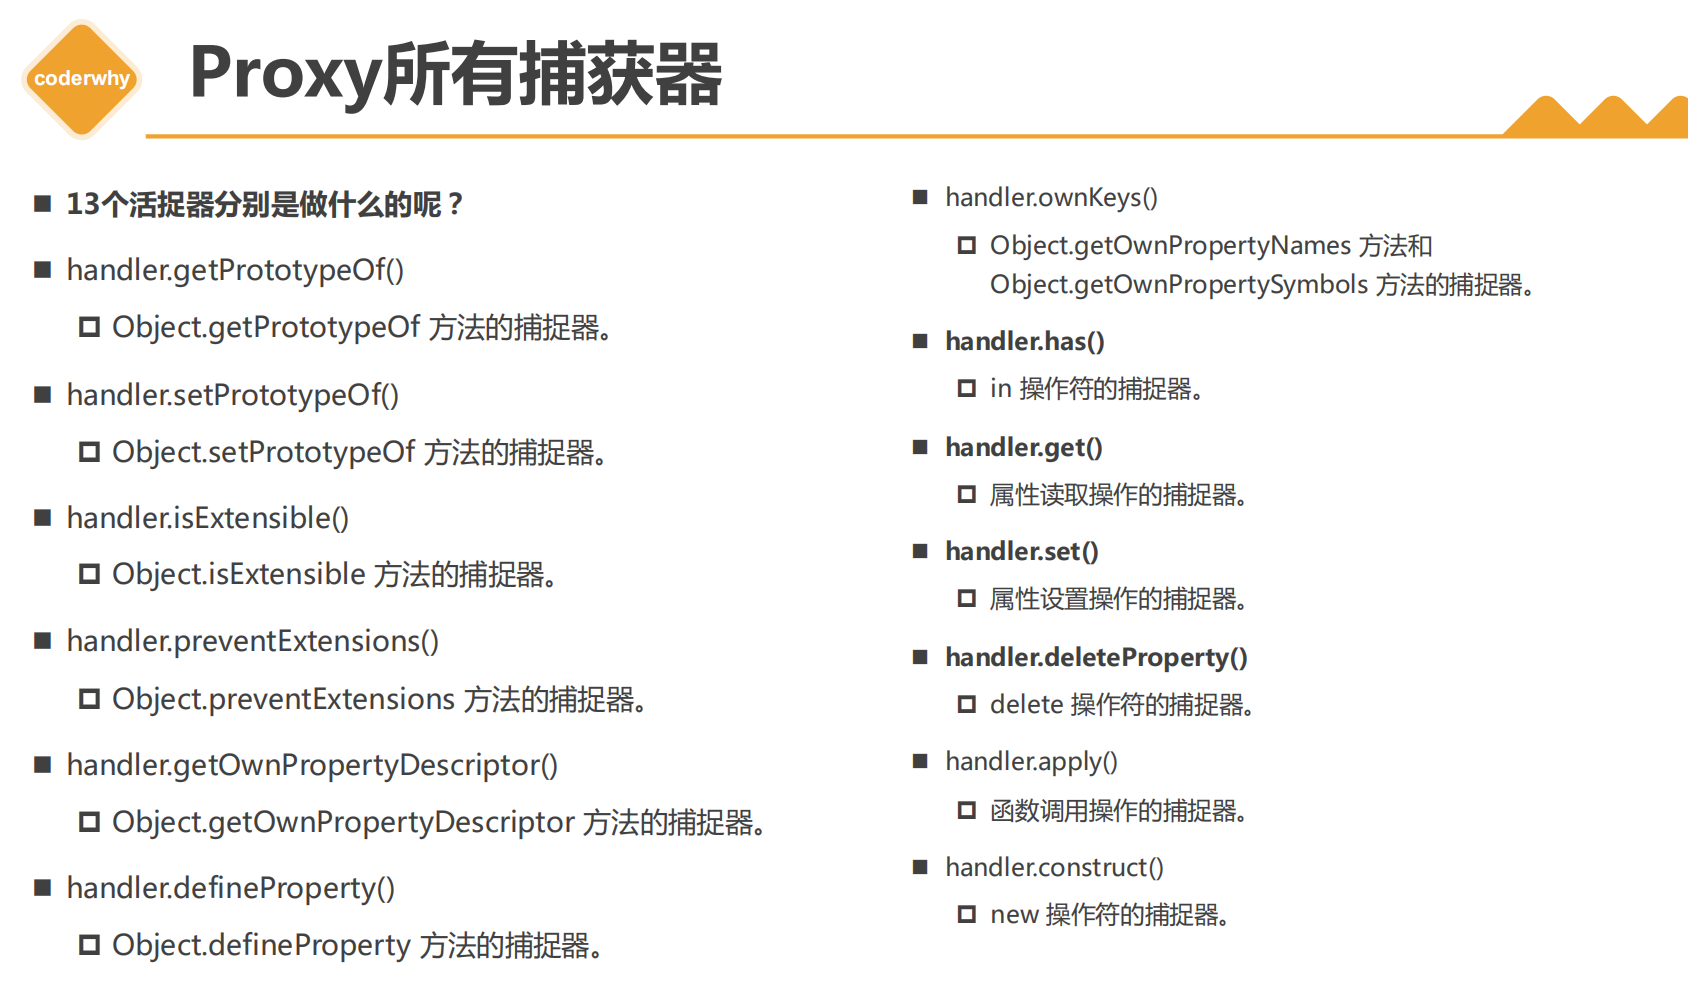 coderwhy
Proxy所有捕获器
13个活捉器分别是做什么的呢？
handler.getPrototypeOf()
Object.getPrototypeOf 方法的捕捉器。
handler.setPrototypeOf()
Object.setPrototypeOf 方法的捕捉器。
handler.isExtensible()
Object.isExtensible 方法的捕捉器。
handler.preventExtensions()
Object.preventExtensions 方法的捕捉器。
handler.getOwnPropertyDescriptor()
Object.getOwnPropertyDescriptor 方法的捕捉器。
handler.defineProperty()
Object.defineProperty 方法的捕捉器。
handler.ownKeys()
Object.getOwnPropertyNames 方法和
Object.getOwnPropertySymbols 方法的捕捉器。
handler.has()
in 操作符的捕捉器。
handler.get()
属性读取操作的捕捉器。
handler.set()
属性设置操作的捕捉器。
handler.deleteProperty()
delete 操作符的捕捉器。
handler.apply()
函数调用操作的捕捉器。
handler.construct()
new 操作符的捕捉器。